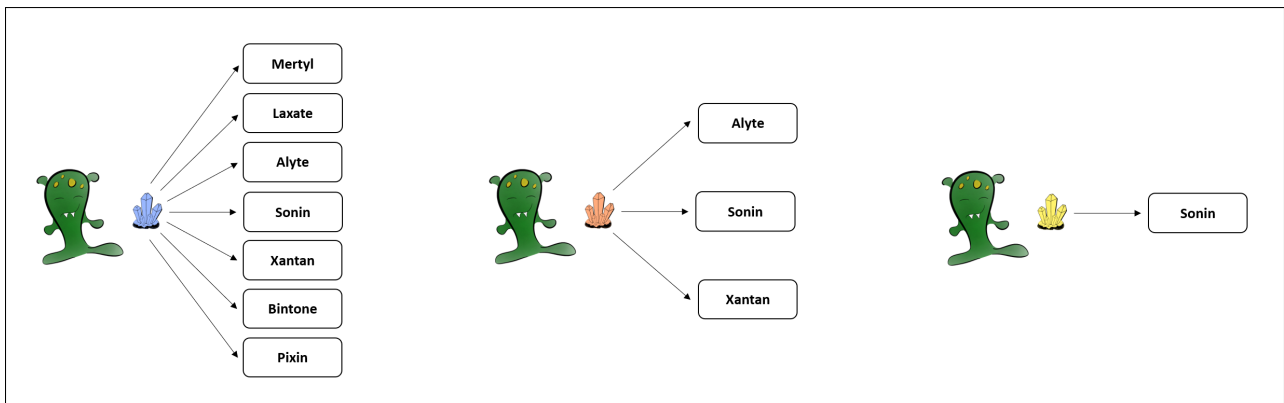 Mertyl
Laxate
Alyte
Sonin
Xantan
Bintone
Pixin
Alyte
Sonin
Xantan
Sonin